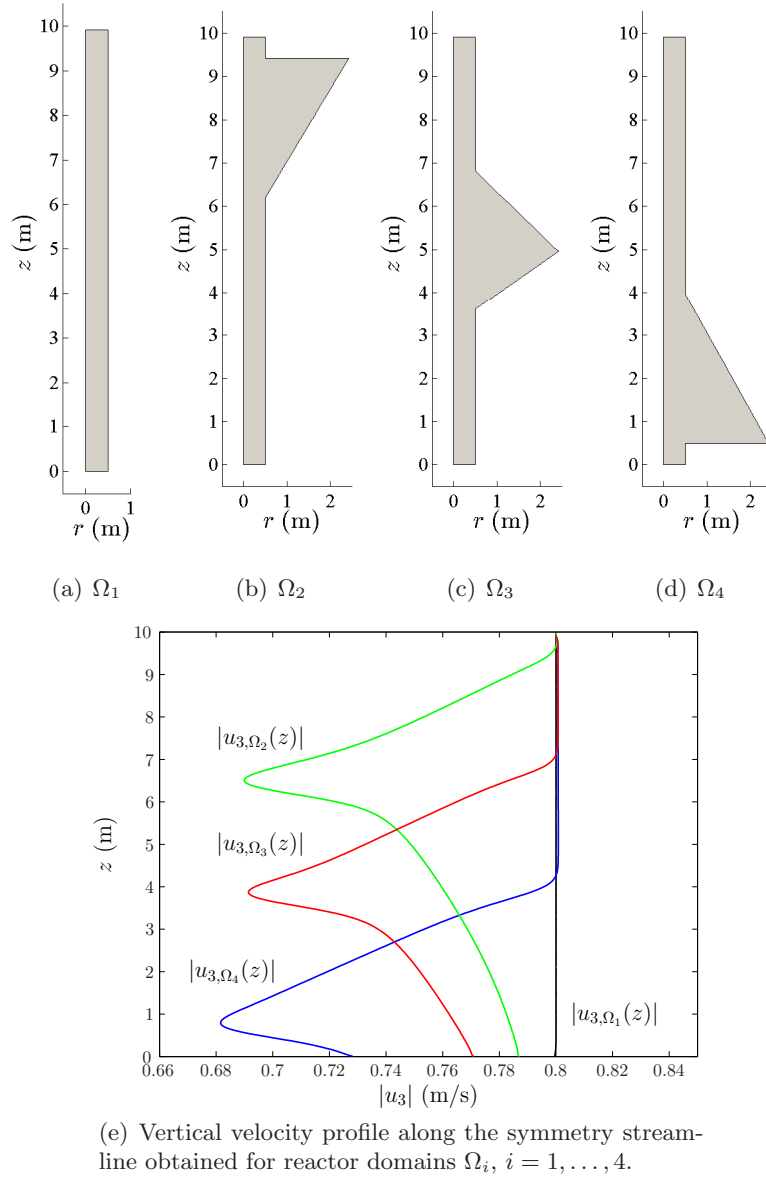 10
9
8
7
6
5
4
3
2
1
0
z (m)
0 1
r (m)
10
9
8
7
6
5
4
3
2
1
0
z (m)
0 1 2
r (m)
10
9
8
7
6
5
4
3
2
1
0
z (m)
0 1 2
r (m)
10
9
8
7
6
5
4
3
2
1
0
z (m)
0 1 2
r (m)
(a) Ω₁
(b) Ω₂
(c) Ω₃
(d) Ω₄
10
9
8
7
6
5
4
3
2
1
0
z (m)
|u₃,Ω₂(z)|
|u₃,Ω₃(z)|
|u₃,Ω₄(z)|
|u₃,Ω₁(z)|
0.66 0.68 0.7 0.72 0.74 0.76 0.78 0.8 0.82 0.84
|u₃| (m/s)
(e) Vertical velocity profile along the symmetry stream-
line obtained for reactor domains Ωᵢ, i = 1, . . . , 4.